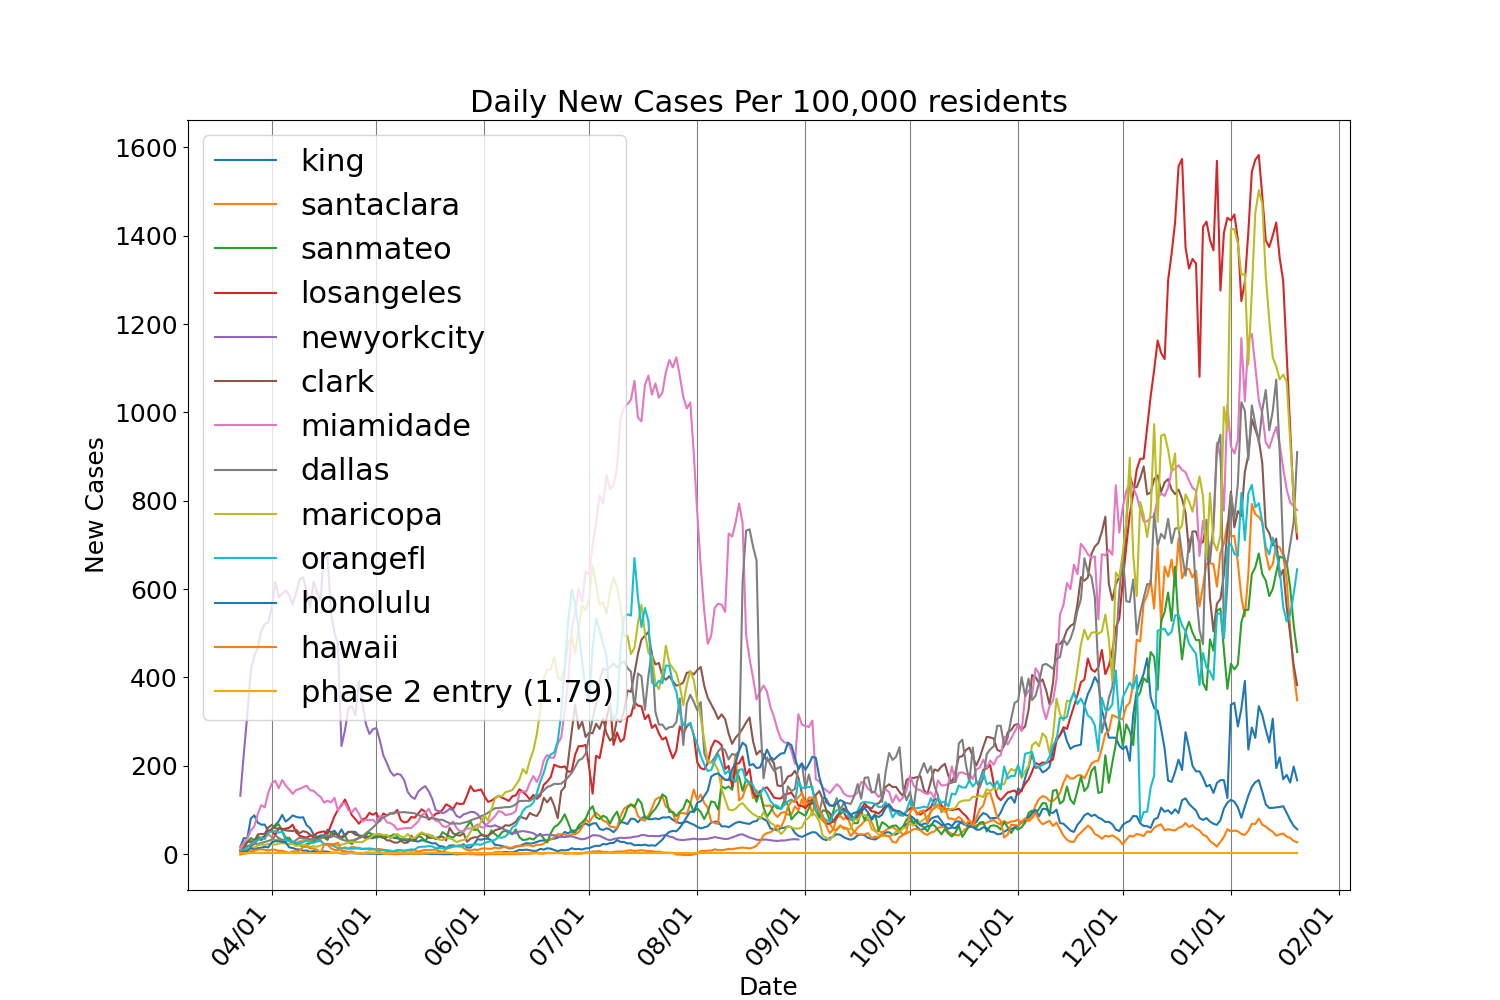 Daily New Cases Per 100,000 residents
New Cases
1600
1400
1200
1000
800
600
400
200
0
king
santaclara
sanmateo
losangeles
newyorkcity
clark
miamidade
dallas
maricopa
orangefl
honolulu
hawaii
phase 2 entry (1.79)
04/01
05/01
06/01
07/01
08/01
09/01
10/01
11/01
12/01
01/01
02/01
Date